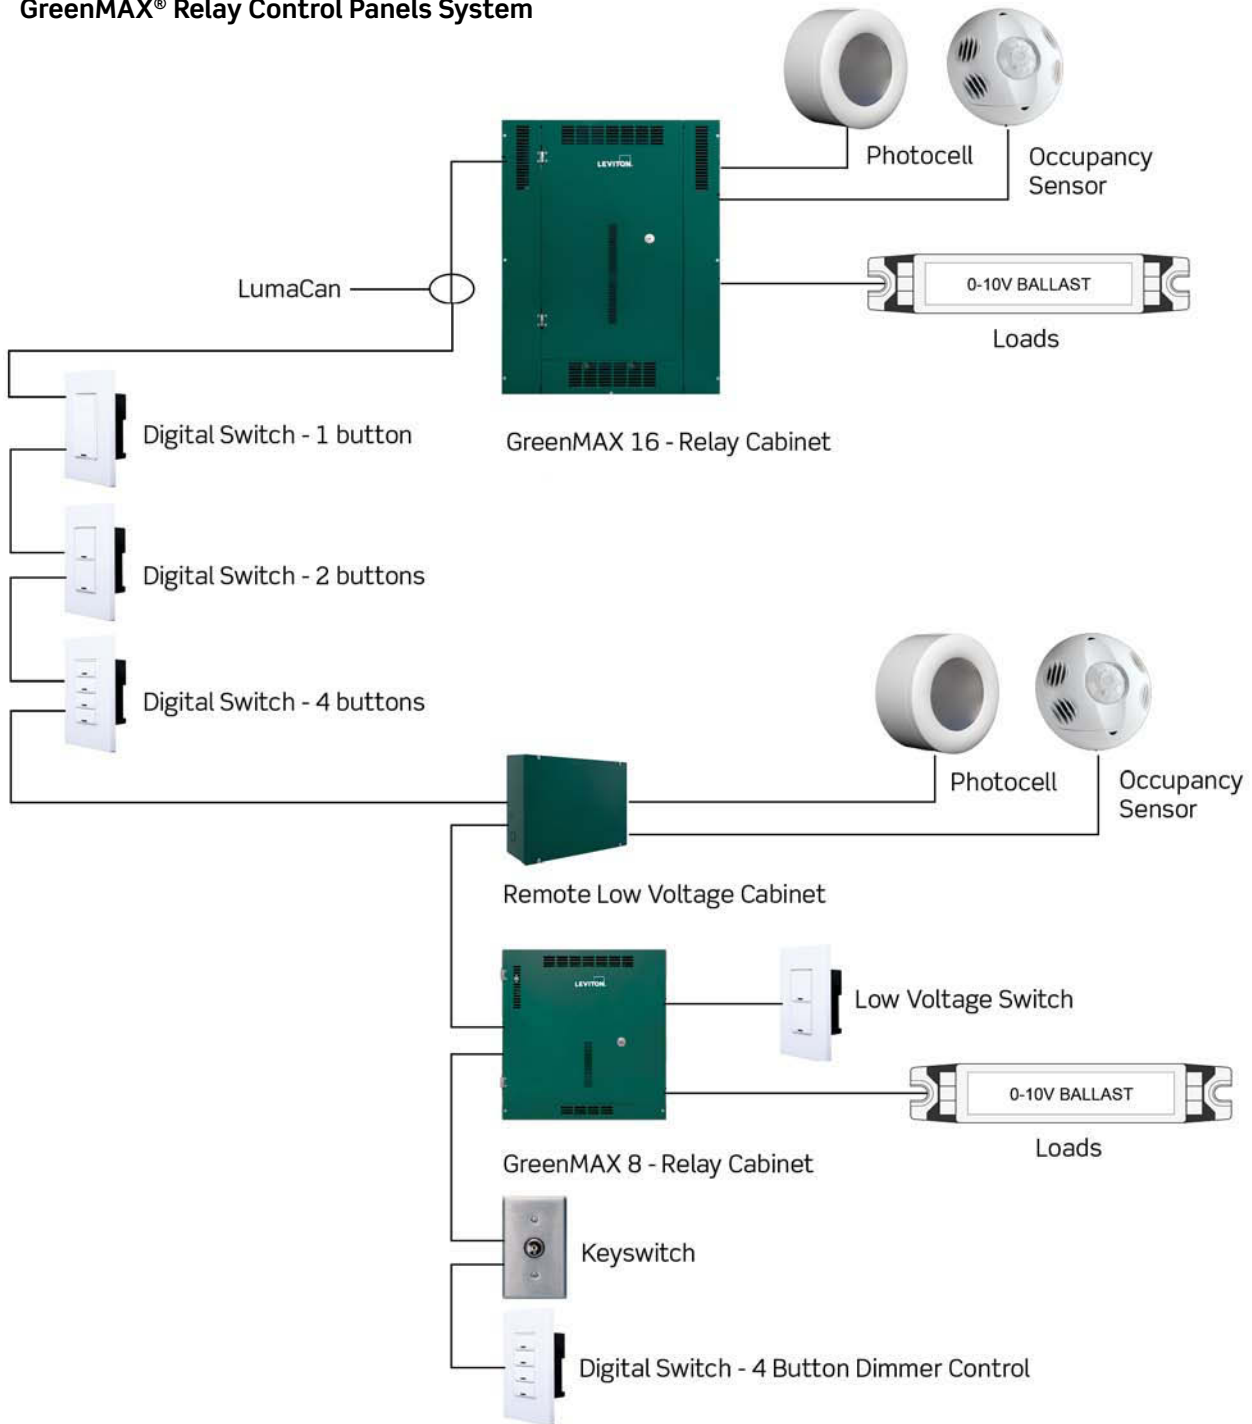 GreenMAX® Relay Control Panels System
LEVITON
Photocell
Occupancy
Sensor
LumaCan
0-10V BALLAST
Loads
Digital Switch - 1 button
GreenMAX 16 - Relay Cabinet
Digital Switch - 2 buttons
Digital Switch - 4 buttons
Photocell
Occupancy
Sensor
Remote Low Voltage Cabinet
LEVITON
Low Voltage Switch
0-10V BALLAST
Loads
GreenMAX 8 - Relay Cabinet
Keyswitch
Digital Switch - 4 Button Dimmer Control